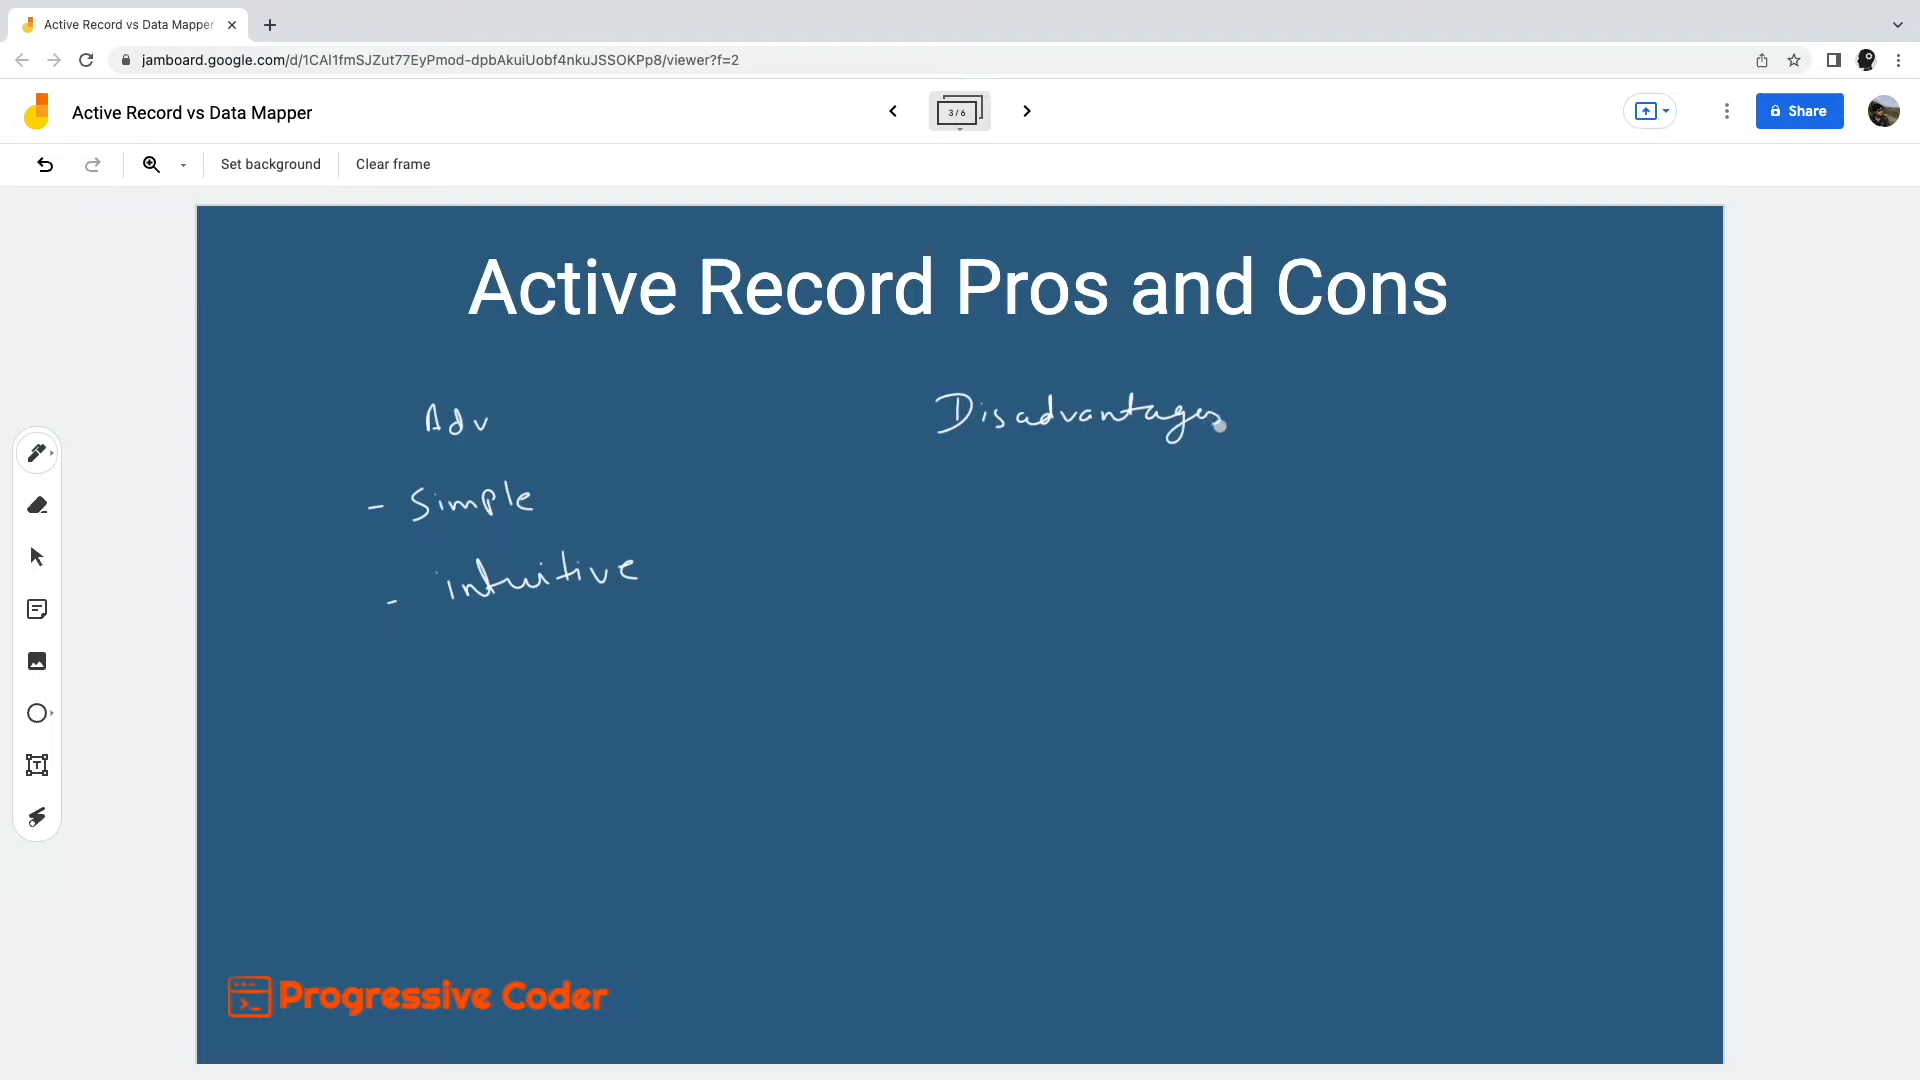 Active Record vs Data Mapper
jamboard.google.com/d/1CAl1fmSJZut77EyPmod-dpbAkuiUobf4nkuJSSOKPp8/viewer?f=2
Active Record vs Data Mapper
3 / 6
Share
Set background
Clear frame
Active Record Pros and Cons
Adv
Disadvantages
- Simple
- intuitive
Progressive Coder